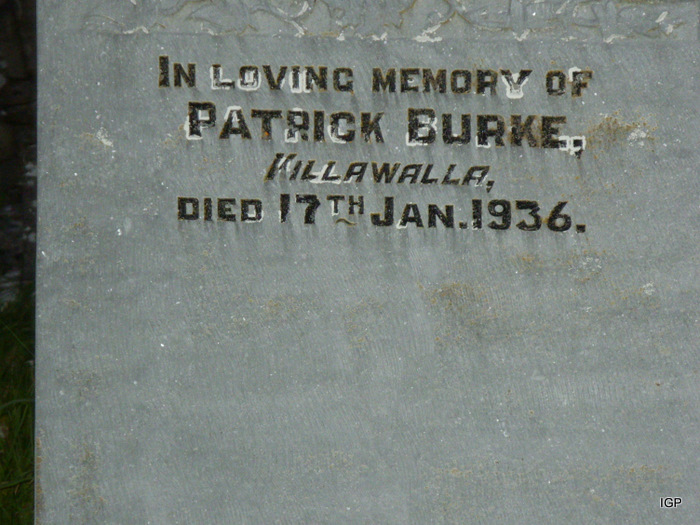 IN LOVING MEMORY OF
PATRICK BURKE,
KILLAWALLA,
DIED 17TH JAN. 1936.
IGP